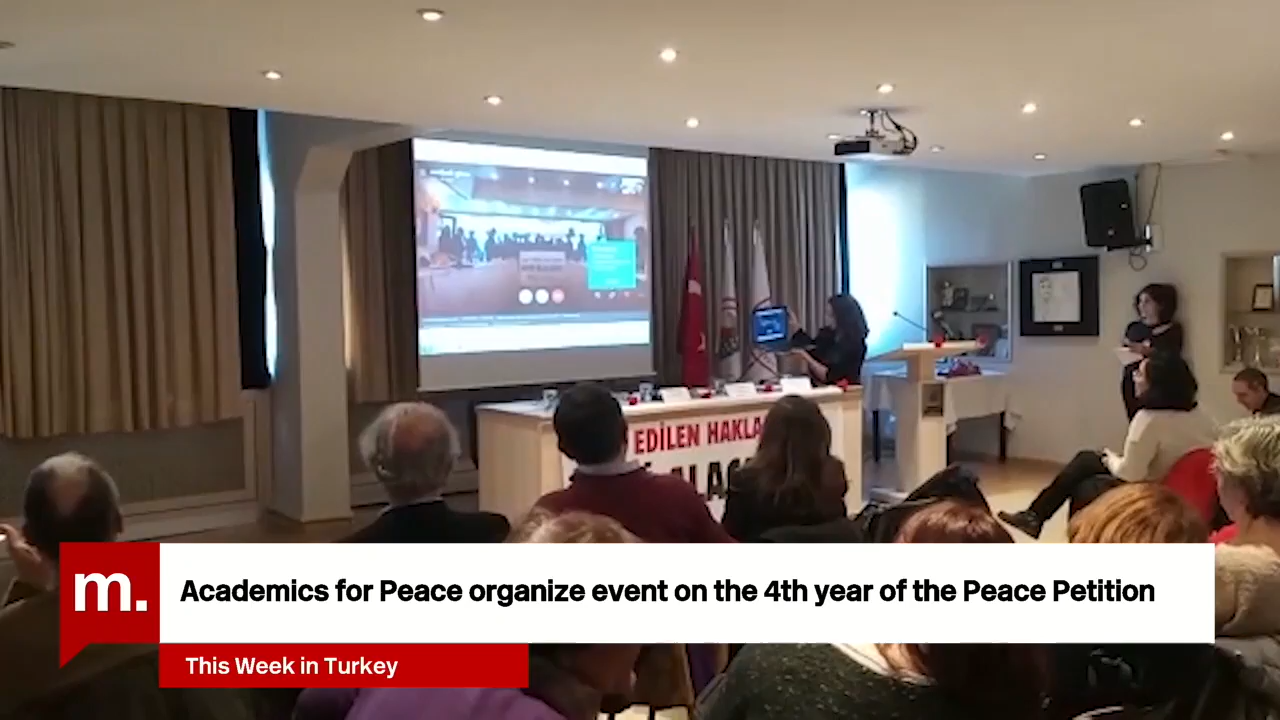 EDİLEN HAKLA
m.
Academics for Peace organize event on the 4th year of the Peace Petition
This Week in Turkey